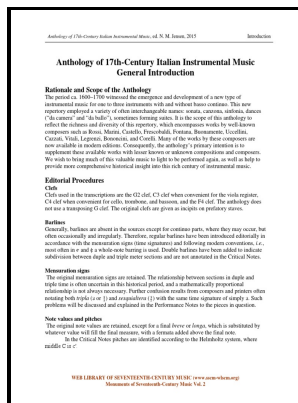 Anthology of 17th-Century Italian Instrumental Music, ed. N. M. Jensen, 2015 Introduction
Anthology of 17th-Century Italian Instrumental Music
General Introduction
Rationale and Scope of the Anthology
The period ca. 1600–1700 witnessed the emergence and development of a new type of
instrumental music for one to three instruments with and without basso continuo. This new
repertory employed a variety of often interchangeable names: sonata, canzona, sinfonia, dances
("da camera" and "da ballo"), sometimes forming suites. It is the scope of this anthology to
reflect the richness and diversity of this repertory, which encompasses works by well-known
composers such as Rossi, Marini, Castello, Frescobaldi, Fontana, Buonamente, Uccellini,
Cazzati, Vitali, Legrenzi, Bononcini, and Corelli. Many of the works by these composers are
now available in modern editions. Consequently, the anthology's primary intention is to
supplement these available works with lesser known or unknown compositions and composers.
We wish to bring much of this valuable music to light to be performed again, as well as help to
provide more comprehensive insight into this rich century of instrumental music.
Editorial Procedures
Clefs
Clefs used in the transcriptions are the G2 clef, C3 clef when convenient for the viola register,
C4 clef when convenient for cello, trombone, and bassoon, and the F4 clef. The anthology does
not use a transposing G clef. The original clefs are given as incipits on prefatory staves.
Barlines
Generally, barlines are absent in the sources except for continuo parts, where they may occur, but
often occasionally and irregularly. Therefore, regular barlines have been introduced editorially in
accordance with the mensuration signs (time signatures) and following modern conventions, i.e.,
most often in c and ¢ a whole-note barring is used. Double barlines have been added to indicate
subdivision between duple and triple meter sections and are not annotated in the Critical Notes.
Mensuration signs
The original mensuration signs are retained. The relationship between sections in duple and
triple time is often uncertain in this historical period, and a mathematically proportional
relationship is not always necessary. Further confusion results from composers and printers often
notating both tripla and sesquialtera with the same time signature of simply 3. Such
problems will be discussed and explained in the Performance Notes to the pieces in question.
Note values and pitches
The original note values are retained, except for a final breve or longa, which is substituted by
whatever value will fill the final measure, with a fermata added above the final note.
In the Critical Notes pitches are identified according to the Helmholtz system, where
middle C is c'
WEB LIBRARY OF SEVENTEENTH-CENTURY MUSIC (www.sscm-wlscm.org)
Monuments of Seventeenth-Century Music Vol. 2